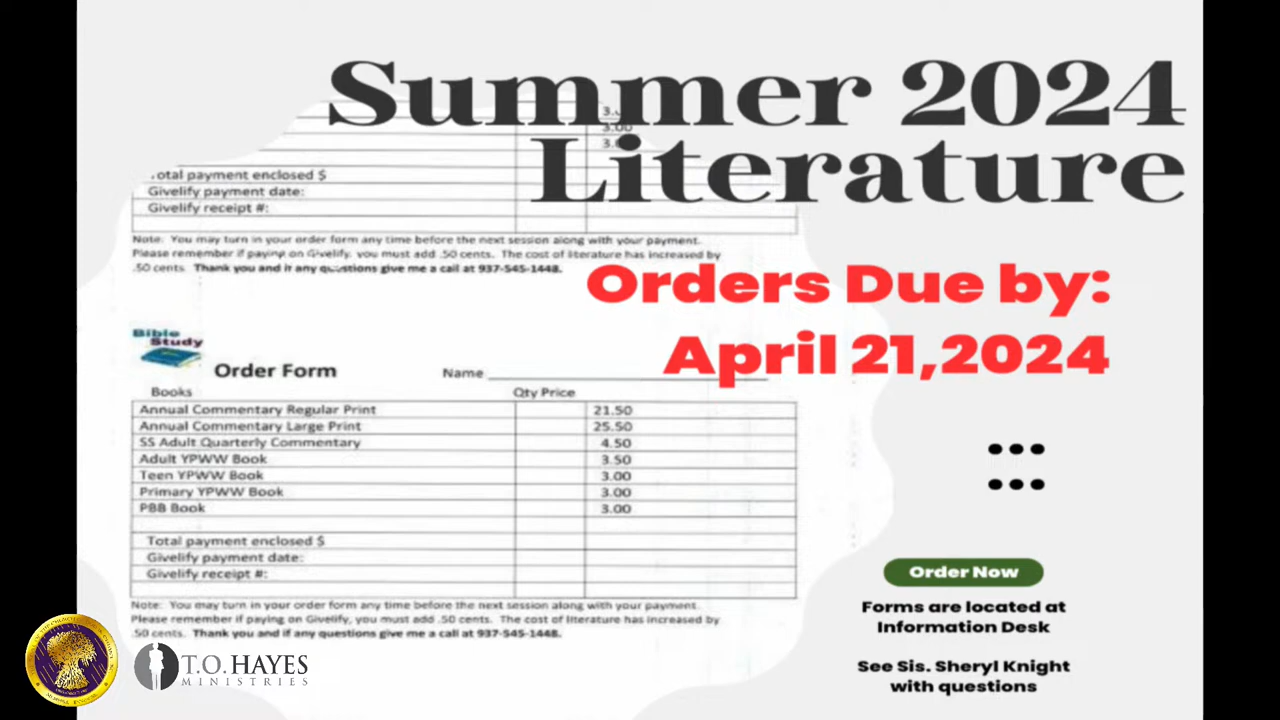 Summer 2024
Literature
3.00
Total payment enclosed $
Givelify payment date:
Givelify receipt #:
Note: You may turn in your order form any time before the next session along with your payment.
Please remember if paying on Givelify, you must add .50 cents. The cost of literature has increased by
.50 cents. Thank you and if any questions give me a call at 937-545-1448.
Orders Due by:
April 21,2024
Bible
Study
Order Form Name
Books Qty Price
Annual Commentary Regular Print 21.50
Annual Commentary Large Print 25.50
SS Adult Quarterly Commentary 4.50
Adult YPWW Book 3.50
Teen YPWW Book 3.00
Primary YPWW Book 3.00
PBB Book 3.00
Total payment enclosed $
Givelify payment date:
Givelify receipt #:
Note: You may turn in your order form any time before the next session along with your payment.
Please remember if paying on Givelify, you must add .50 cents. The cost of literature has increased by
.50 cents. Thank you and if any questions give me a call at 937-545-1448.
Order Now
Forms are located at
Information Desk
See Sis. Sheryl Knight
with questions
T.O. HAYES
MINISTRIES